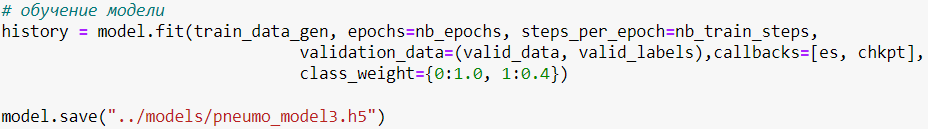 # обучение модели
history = model.fit(train_data_gen, epochs=nb_epochs, steps_per_epoch=nb_train_steps,
validation_data=(valid_data, valid_labels),callbacks=[es, chkpt],
class_weight={0:1.0, 1:0.4})
model.save("../models/pneumo_model3.h5")